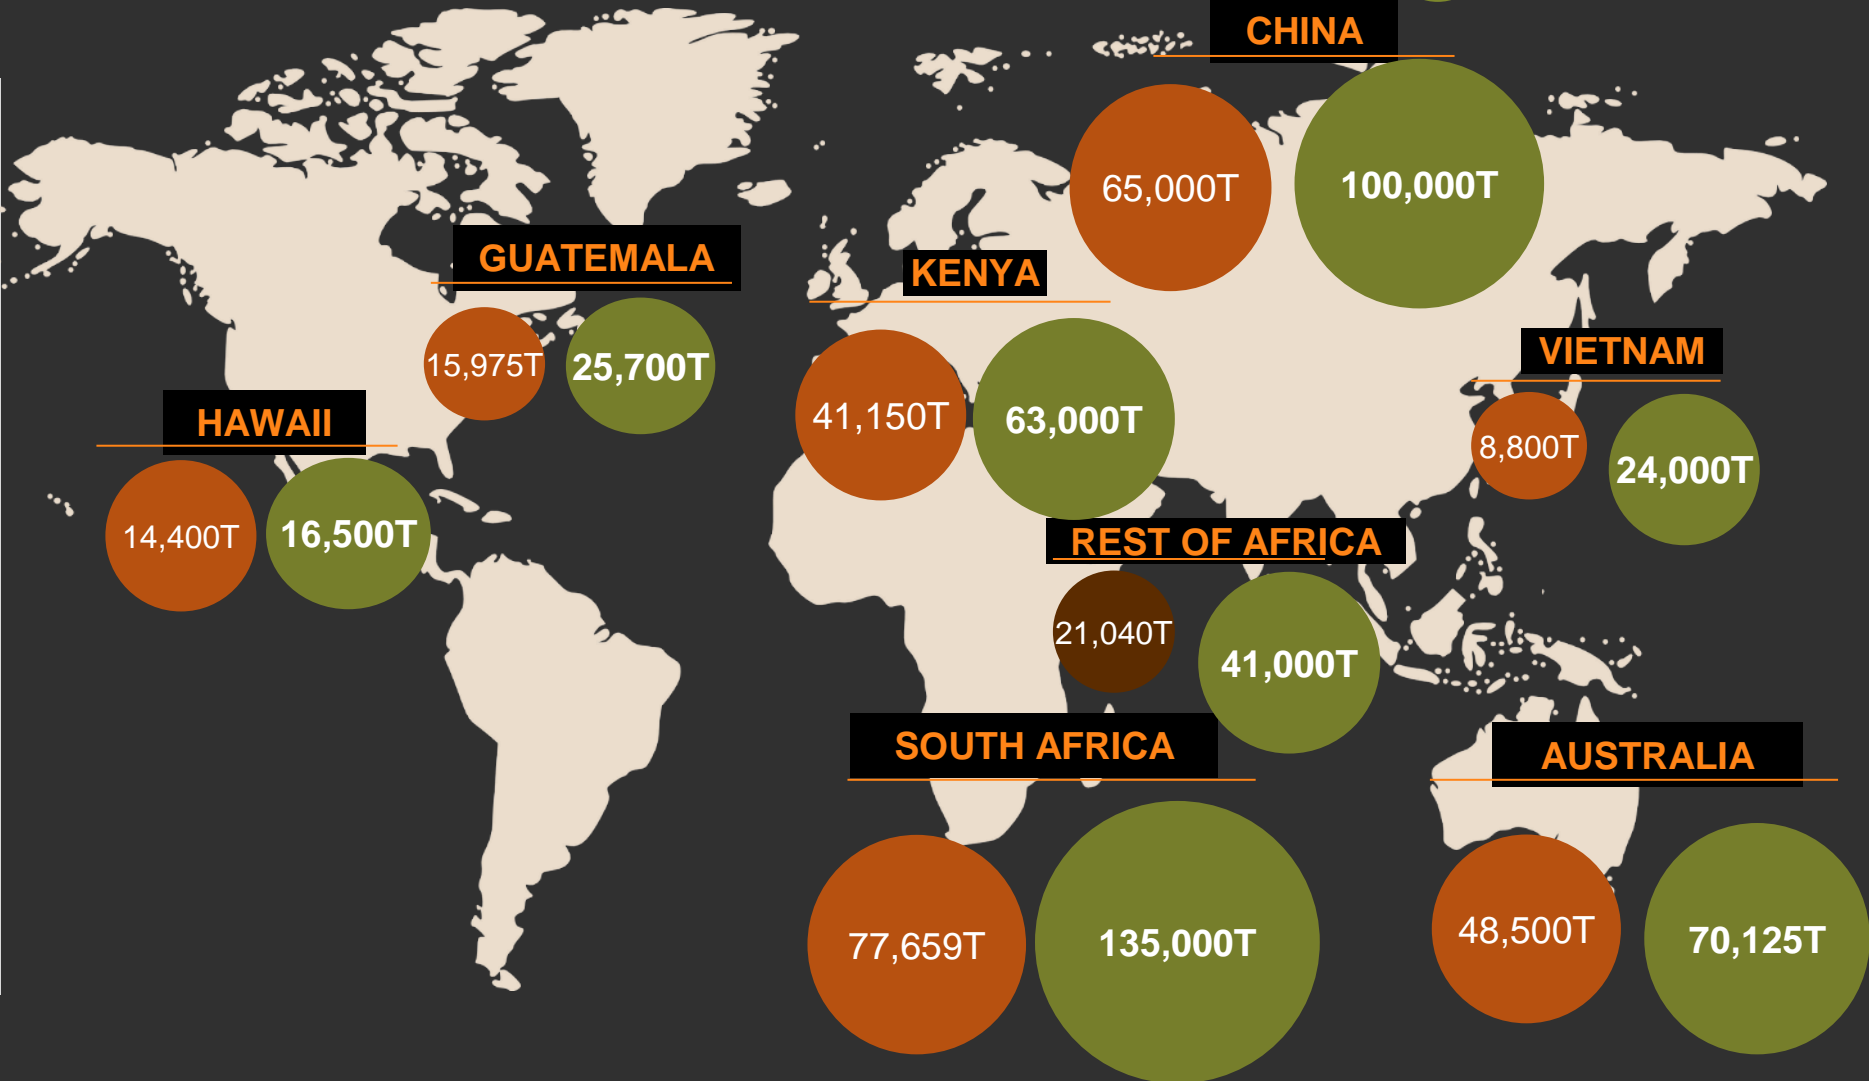 CHINA
65,000T
100,000T
GUATEMALA
15,975T
25,700T
KENYA
41,150T
63,000T
VIETNAM
8,800T
24,000T
HAWAII
14,400T
16,500T
REST OF AFRICA
21,040T
41,000T
SOUTH AFRICA
77,659T
135,000T
AUSTRALIA
48,500T
70,125T